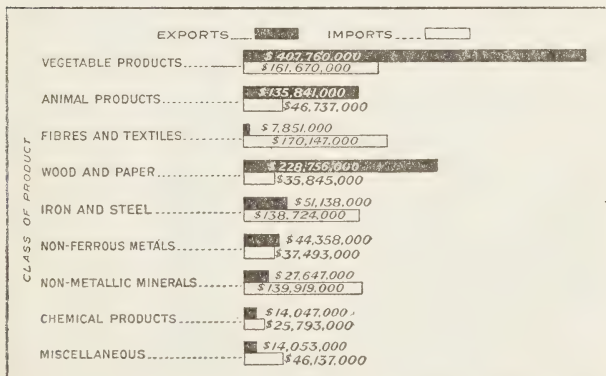 EXPORTS IMPORTS
VEGETABLE PRODUCTS $407,760,000
$161,670,000
ANIMAL PRODUCTS $135,841,000
$46,737,000
FIBRES AND TEXTILES $7,851,000
$170,147,000
WOOD AND PAPER $228,756,000
$35,845,000
IRON AND STEEL $51,138,000
$138,724,000
NON-FERROUS METALS $44,358,000
$37,493,000
NON-METALLIC MINERALS $27,647,000
$139,919,000
CHEMICAL PRODUCTS $14,047,000
$25,793,000
MISCELLANEOUS $14,053,000
$46,137,000
CLASS OF PRODUCT